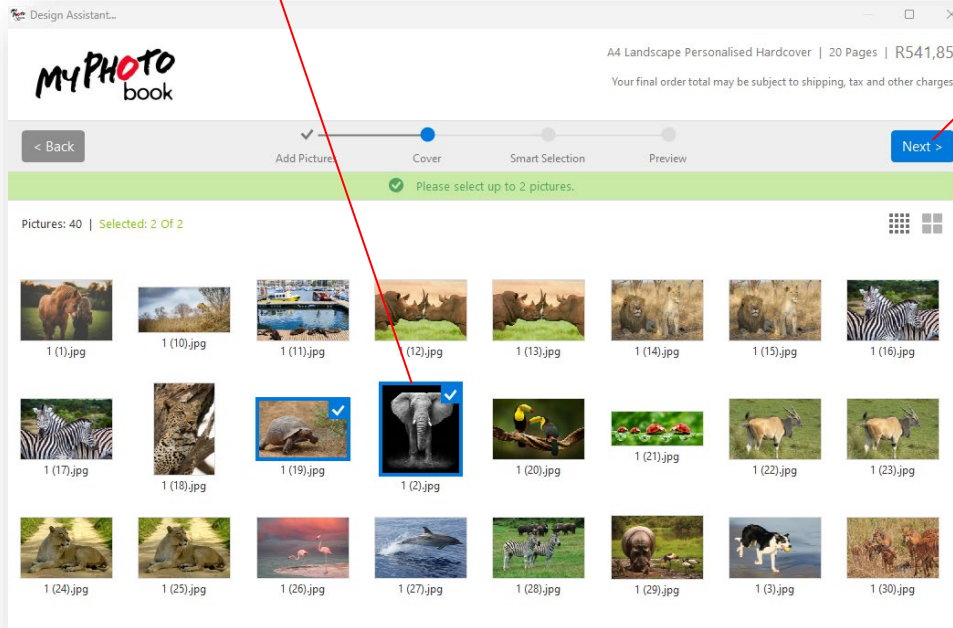 Design Assistant...
MyPHOTO
book
A4 Landscape Personalised Hardcover | 20 Pages | R541,85
Your final order total may be subject to shipping, tax and other charges
< Back
Add Pictures
Cover
Smart Selection
Preview
Next >
Please select up to 2 pictures.
Pictures: 40 | Selected: 2 Of 2
1 (1).jpg
1 (10).jpg
1 (11).jpg
1 (12).jpg
1 (13).jpg
1 (14).jpg
1 (15).jpg
1 (16).jpg
1 (17).jpg
1 (18).jpg
1 (19).jpg
1 (2).jpg
1 (20).jpg
1 (21).jpg
1 (22).jpg
1 (23).jpg
1 (24).jpg
1 (25).jpg
1 (26).jpg
1 (27).jpg
1 (28).jpg
1 (29).jpg
1 (3).jpg
1 (30).jpg